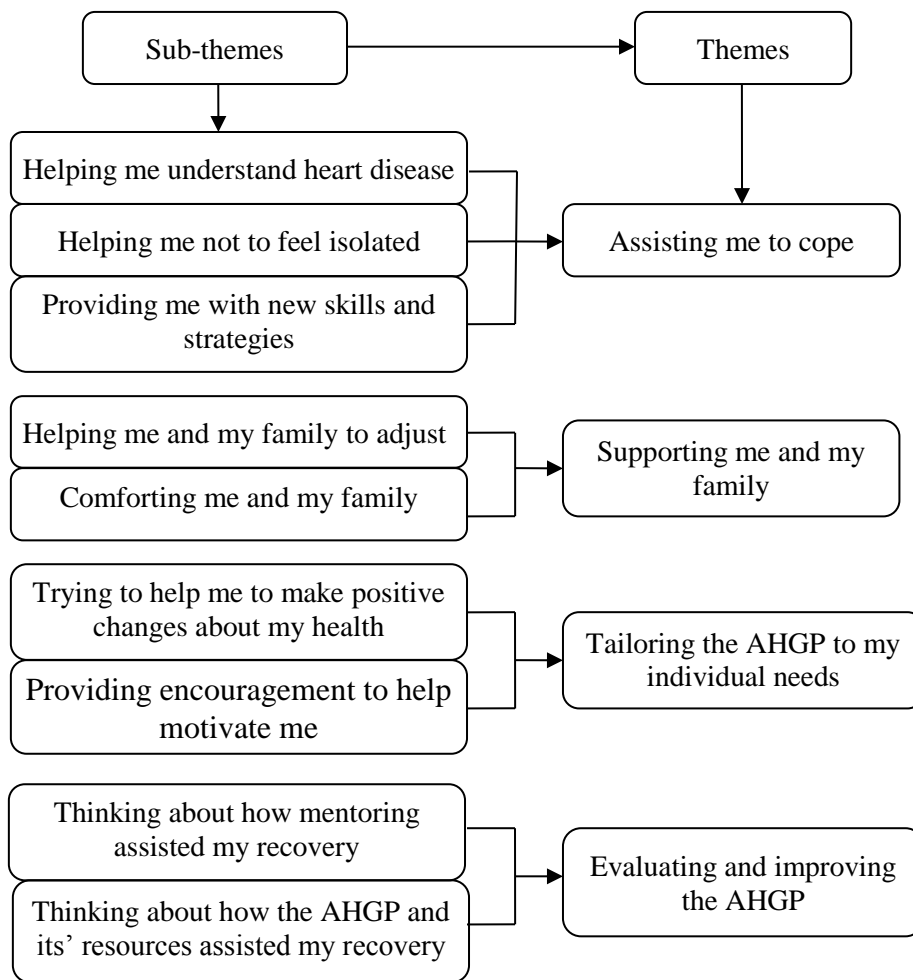 Sub-themes
Themes
Helping me understand heart disease
Helping me not to feel isolated
Providing me with new skills and
strategies
Assisting me to cope
Helping me and my family to adjust
Comforting me and my family
Supporting me and my
family
Trying to help me to make positive
changes about my health
Providing encouragement to help
motivate me
Tailoring the AHGP to my
individual needs
Thinking about how mentoring
assisted my recovery
Thinking about how the AHGP and
its’ resources assisted my recovery
Evaluating and improving
the AHGP